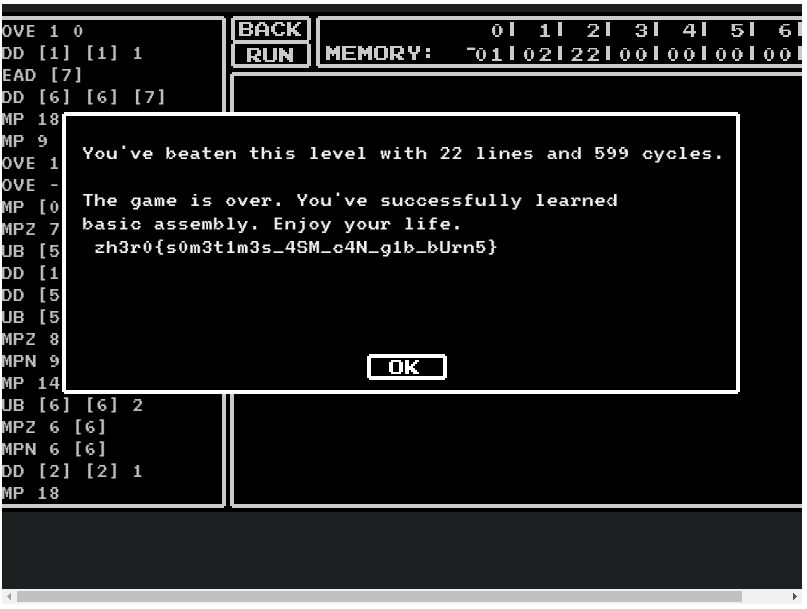 OVE 1 0
DD [1] [1] 1
EAD [7]
DD [6] [6] [7]
MP 18
MP 9
OVE 1
OVE -
MP [0
MPZ 7
UB [5
DD [1
DD [5
UB [5
MPZ 8
MPN 9
MP 14
UB [6] [6] 2
MPZ 6 [6]
MPN 6 [6]
DD [2] [2] 1
MP 18
BACK
RUN
0| 1| 2| 3| 4| 5| 6|
MEMORY: -01|02|22|00|00|00|00|
You've beaten this level with 22 lines and 599 cycles.
The game is over. You've successfully learned
basic assembly. Enjoy your life.
zh3r0{s0m3t1m3s_4SM_c4N_g1b_bUrn5}
OK